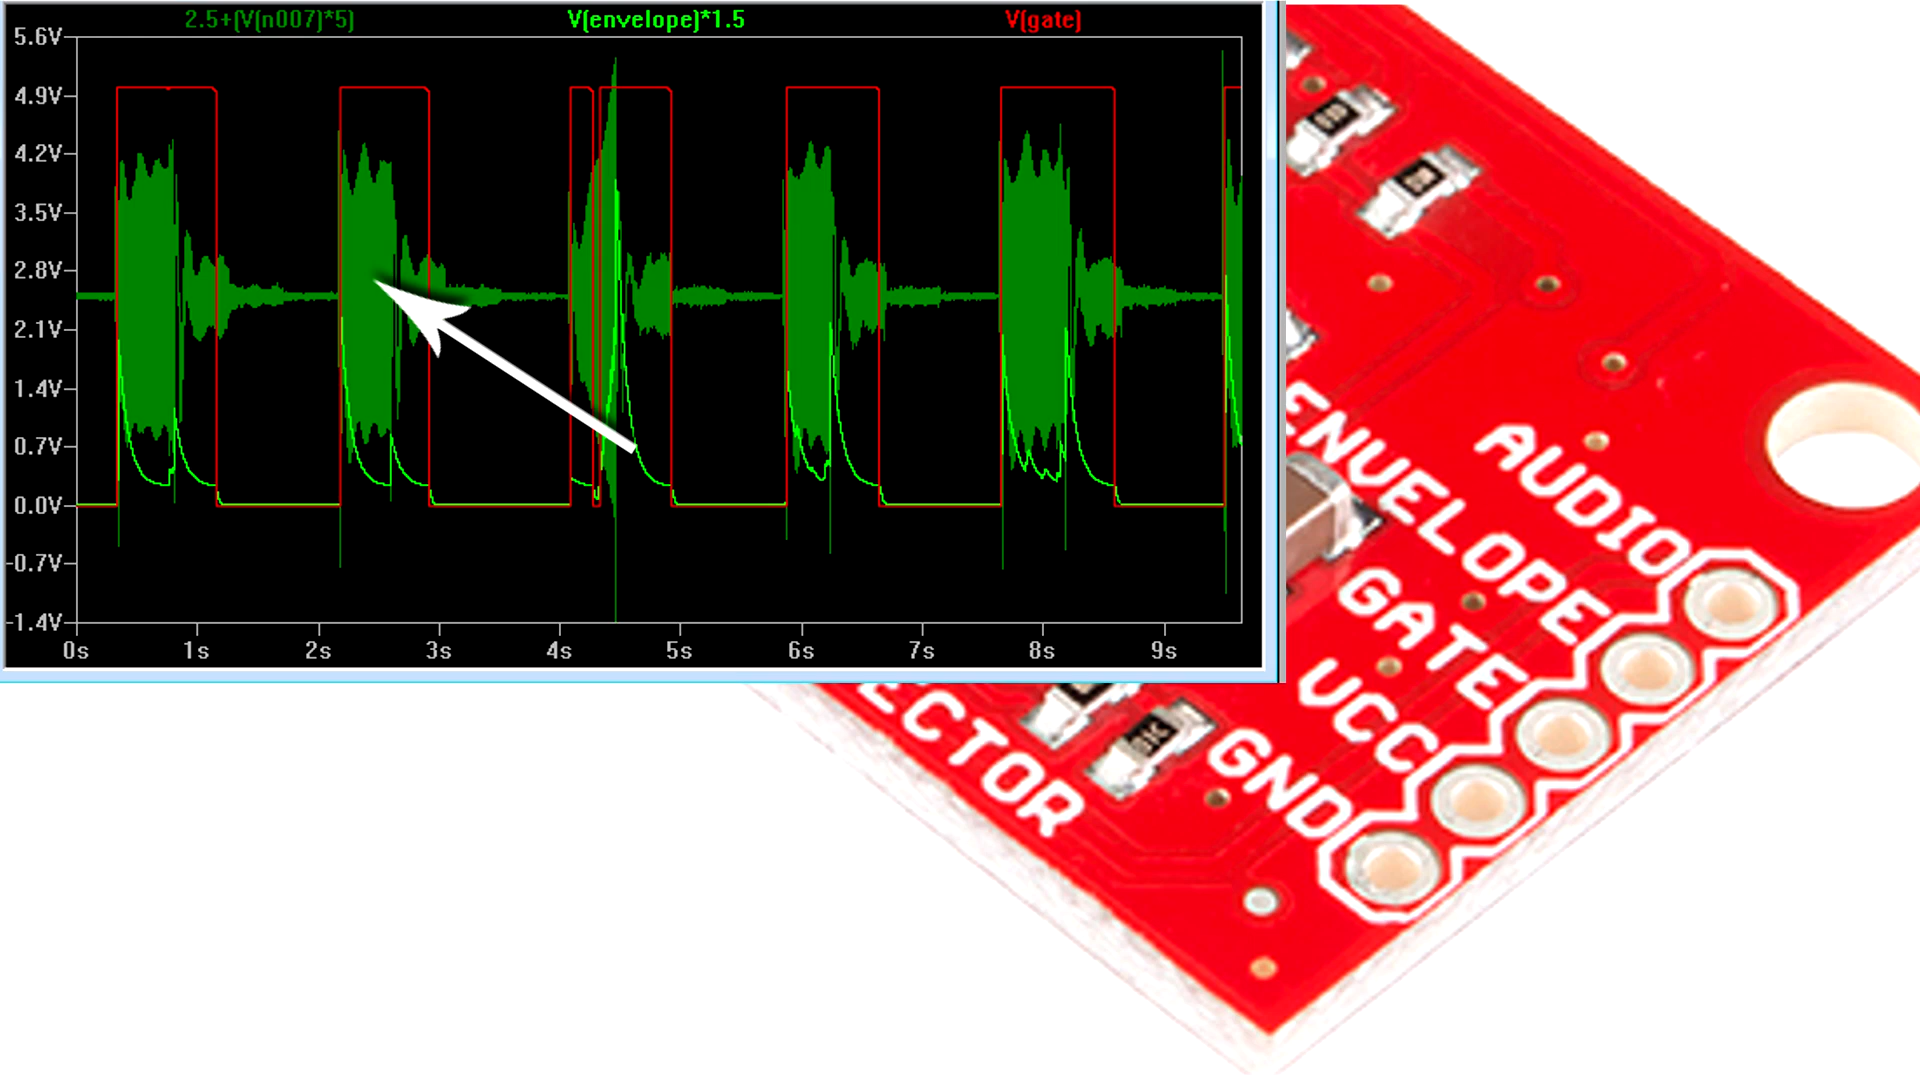 2.5+(V(n007)*5) V(envelope)*1.5 V(gate)
5.6V
4.9V
4.2V
3.5V
2.8V
2.1V
1.4V
0.7V
0.0V
-0.7V
-1.4V
0s 1s 2s 3s 4s 5s 6s 7s 8s 9s
AUDIO
ENVELOPE
GATE
VCC
GND
ECTOR